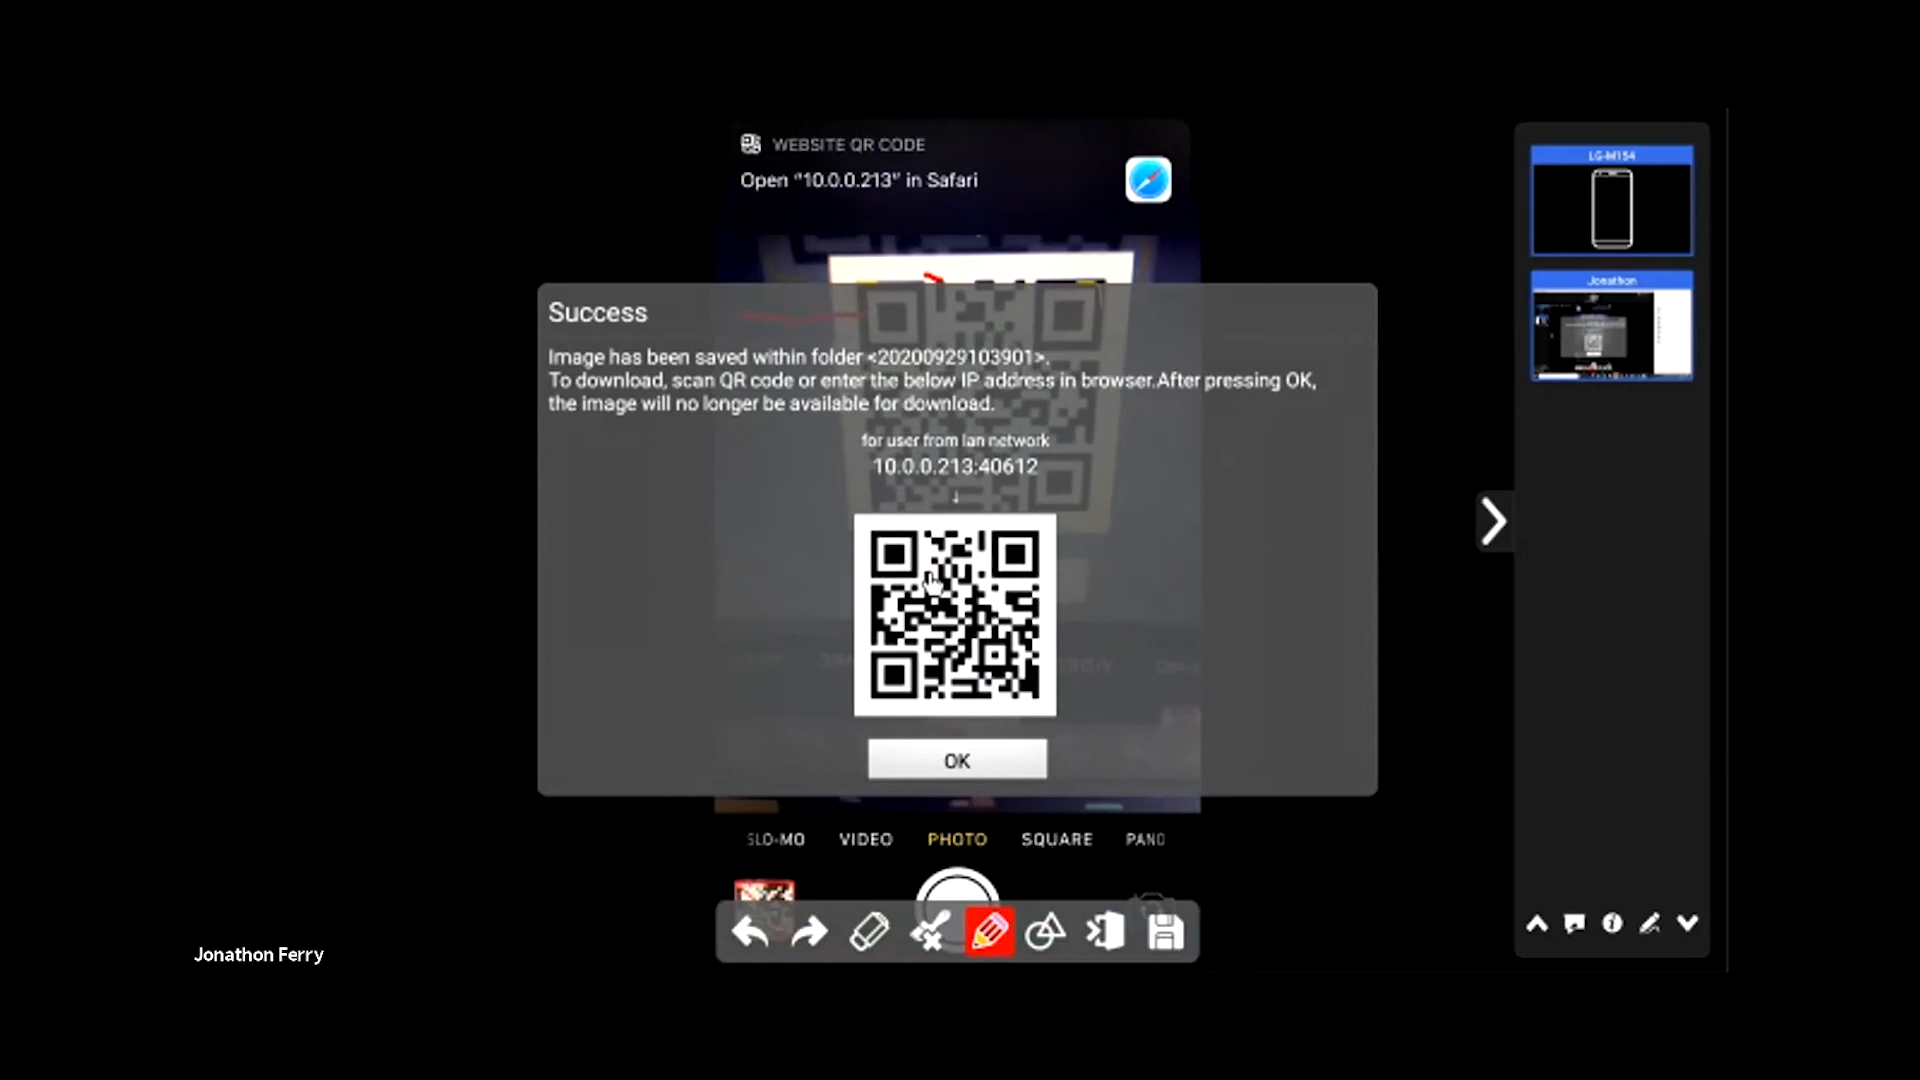 WEBSITE QR CODE
Open "10.0.0.213" in Safari
Success
Image has been saved within folder <20200929103901>.
To download, scan QR code or enter the below IP address in browser.After pressing OK,
the image will no longer be available for download.
for user from lan network
10.0.0.213:40612
OK
SLO-MO VIDEO PHOTO SQUARE PANO
LG-M154
Jonathon
Jonathon Ferry